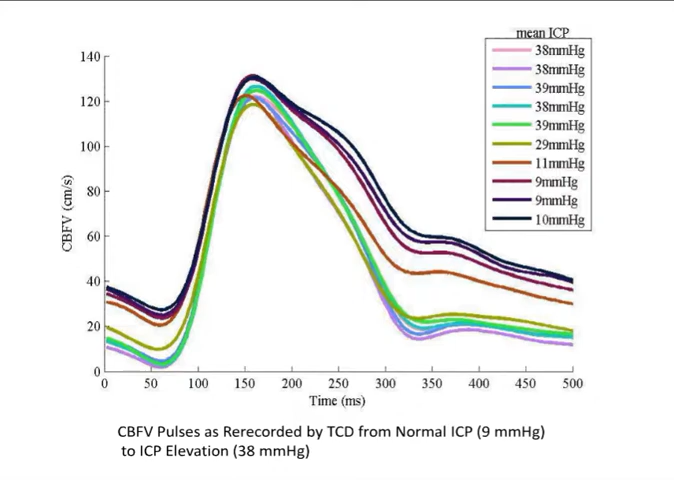 mean ICP
38mmHg
38mmHg
39mmHg
38mmHg
39mmHg
29mmHg
11mmHg
9mmHg
9mmHg
10mmHg
140
120
100
80
60
40
20
0
CBFV (cm/s)
0 50 100 150 200 250 300 350 400 450 500
Time (ms)
CBFV Pulses as Rerecorded by TCD from Normal ICP (9 mmHg)
to ICP Elevation (38 mmHg)